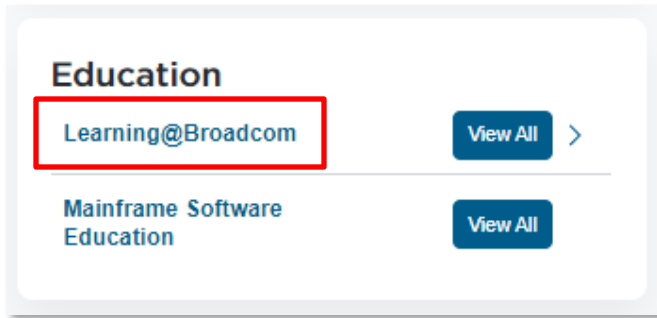 Education
Learning@Broadcom
View All
Mainframe Software
Education
View All